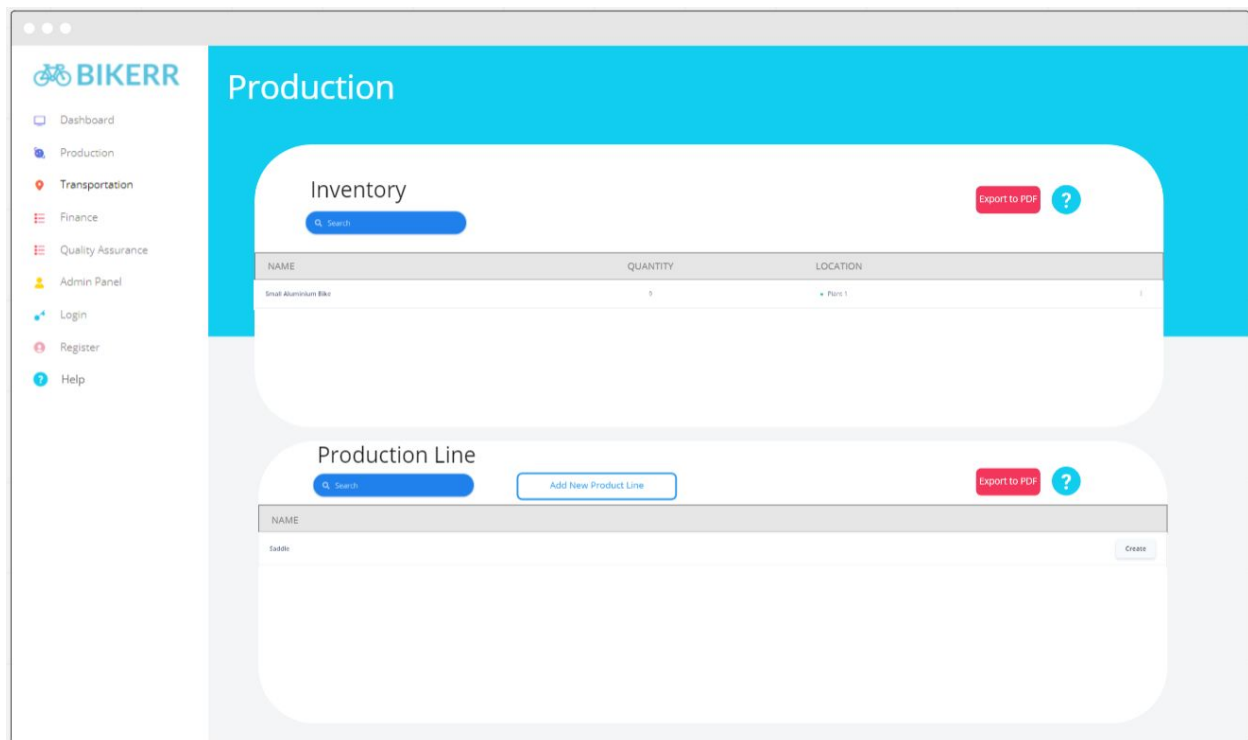 BIKERR
Dashboard
Production
Transportation
Finance
Quality Assurance
Admin Panel
Login
Register
? Help
Production
Inventory
Export to PDF ?
Search
NAME QUANTITY LOCATION
Small Aluminium Bike 5 Plant 1
Production Line
Search
Add New Product Line
Export to PDF ?
NAME
Saddle Create